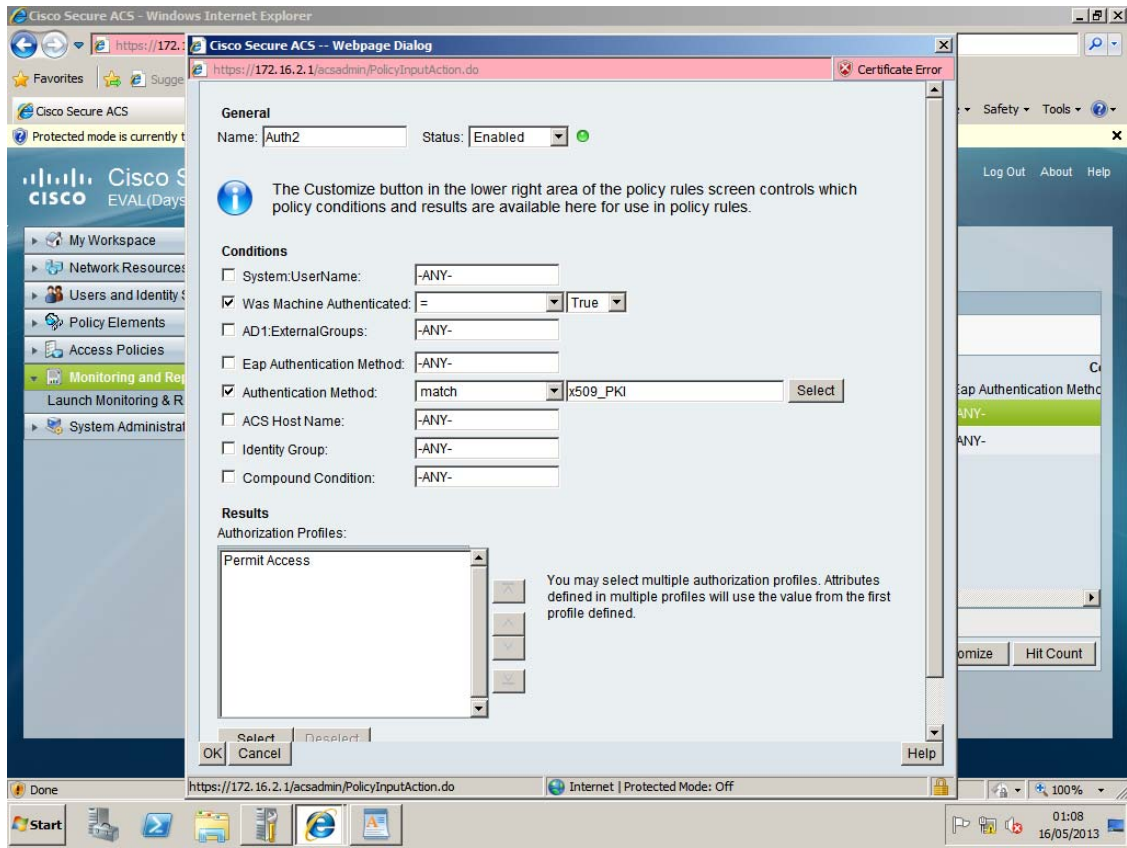 Cisco Secure ACS - Windows Internet Explorer
https://172.
Cisco Secure ACS -- Webpage Dialog
https://172.16.2.1/acsadmin/PolicyInputAction.do
Certificate Error
Favorites
Sugge
Cisco Secure ACS
Safety
Tools
Protected mode is currently t
CISCO
Cisco S
EVAL(Days
Log Out About Help
My Workspace
Network Resources
Users and Identity S
Policy Elements
Access Policies
Monitoring and Rep
Launch Monitoring & R
System Administrat
General
Name: Auth2 Status: Enabled
The Customize button in the lower right area of the policy rules screen controls which
policy conditions and results are available here for use in policy rules.
Conditions
System:UserName: -ANY-
Was Machine Authenticated: = True
AD1:ExternalGroups: -ANY-
Eap Authentication Method: -ANY-
Authentication Method: match x509_PKI Select
ACS Host Name: -ANY-
Identity Group: -ANY-
Compound Condition: -ANY-
Results
Authorization Profiles:
Permit Access
You may select multiple authorization profiles. Attributes
defined in multiple profiles will use the value from the first
profile defined.
Select Deselect
OK Cancel Help
Eap Authentication Metho
ANY-
ANY-
omize Hit Count
Done
https://172.16.2.1/acsadmin/PolicyInputAction.do
Internet | Protected Mode: Off
100%
Start
01:08
16/05/2013